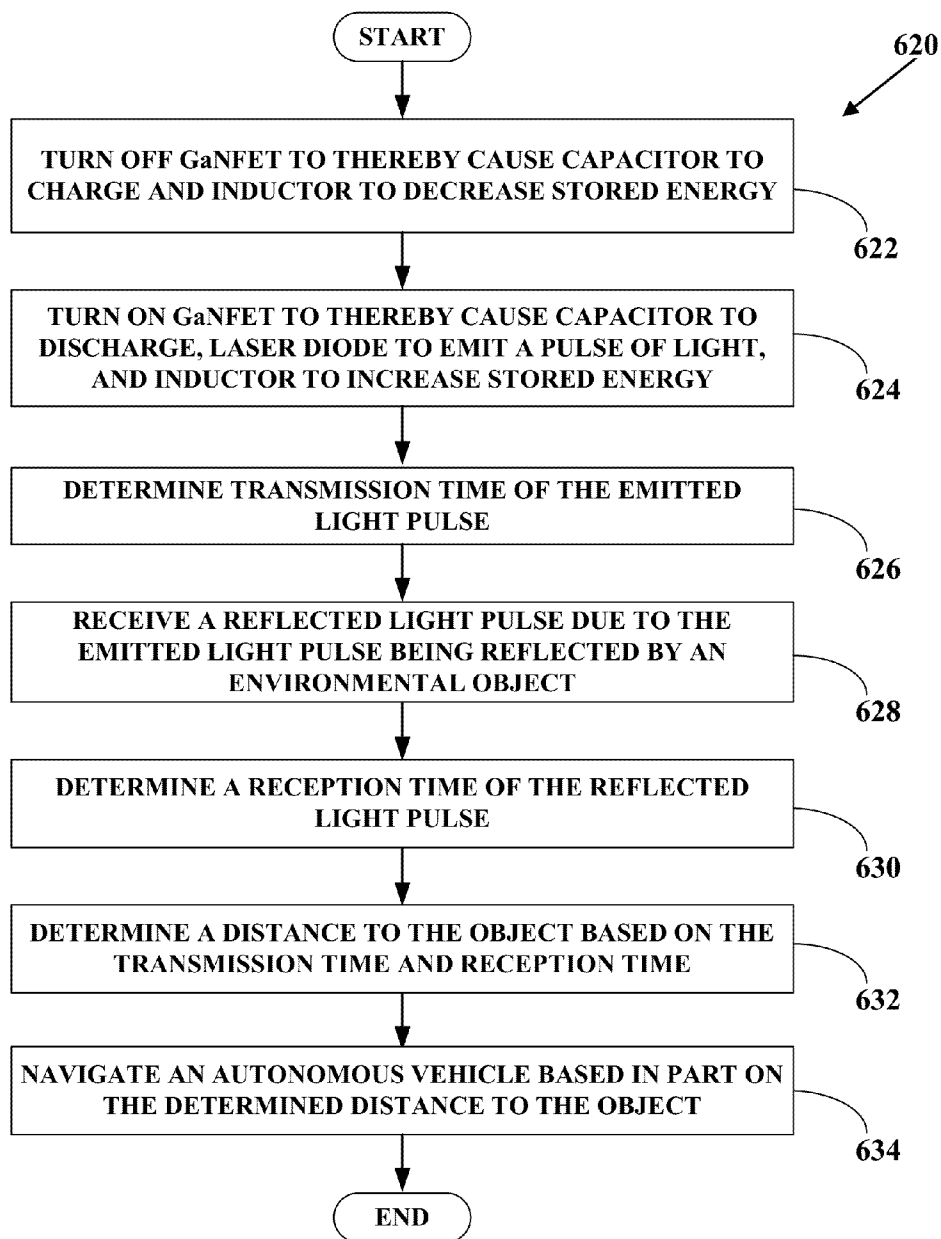 START
620
TURN OFF GaNFET TO THEREBY CAUSE CAPACITOR TO
CHARGE AND INDUCTOR TO DECREASE STORED ENERGY
622
TURN ON GaNFET TO THEREBY CAUSE CAPACITOR TO
DISCHARGE, LASER DIODE TO EMIT A PULSE OF LIGHT,
AND INDUCTOR TO INCREASE STORED ENERGY
624
DETERMINE TRANSMISSION TIME OF THE EMITTED
LIGHT PULSE
626
RECEIVE A REFLECTED LIGHT PULSE DUE TO THE
EMITTED LIGHT PULSE BEING REFLECTED BY AN
ENVIRONMENTAL OBJECT
628
DETERMINE A RECEPTION TIME OF THE REFLECTED
LIGHT PULSE
630
DETERMINE A DISTANCE TO THE OBJECT BASED ON THE
TRANSMISSION TIME AND RECEPTION TIME
632
NAVIGATE AN AUTONOMOUS VEHICLE BASED IN PART ON
THE DETERMINED DISTANCE TO THE OBJECT
634
END